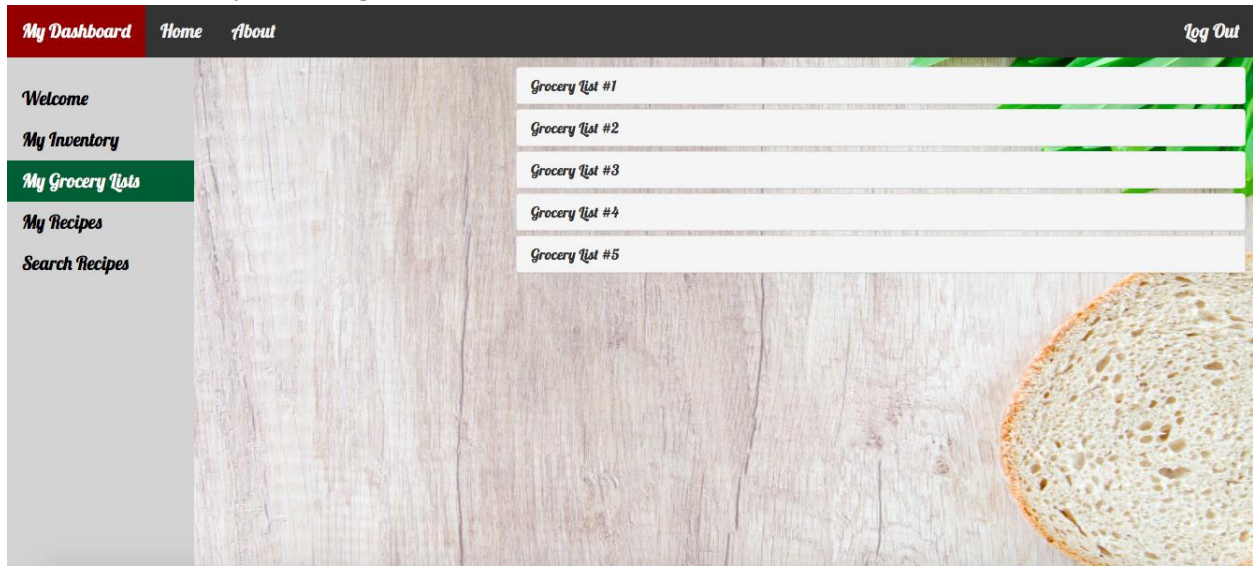 My Dashboard Home About Log Out
Welcome
My Inventory
My Grocery Lists
My Recipes
Search Recipes
Grocery List #1
Grocery List #2
Grocery List #3
Grocery List #4
Grocery List #5